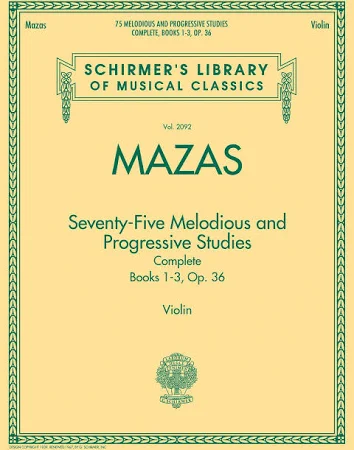 Mazas
75 MELODIOUS AND PROGRESSIVE STUDIES
COMPLETE, BOOKS 1-3, OP. 36
Violin
SCHIRMER'S LIBRARY
OF MUSICAL CLASSICS
Vol. 2092
MAZAS
Seventy-Five Melodious and
Progressive Studies
Complete
Books 1-3, Op. 36
Violin
G. SCHIRMER